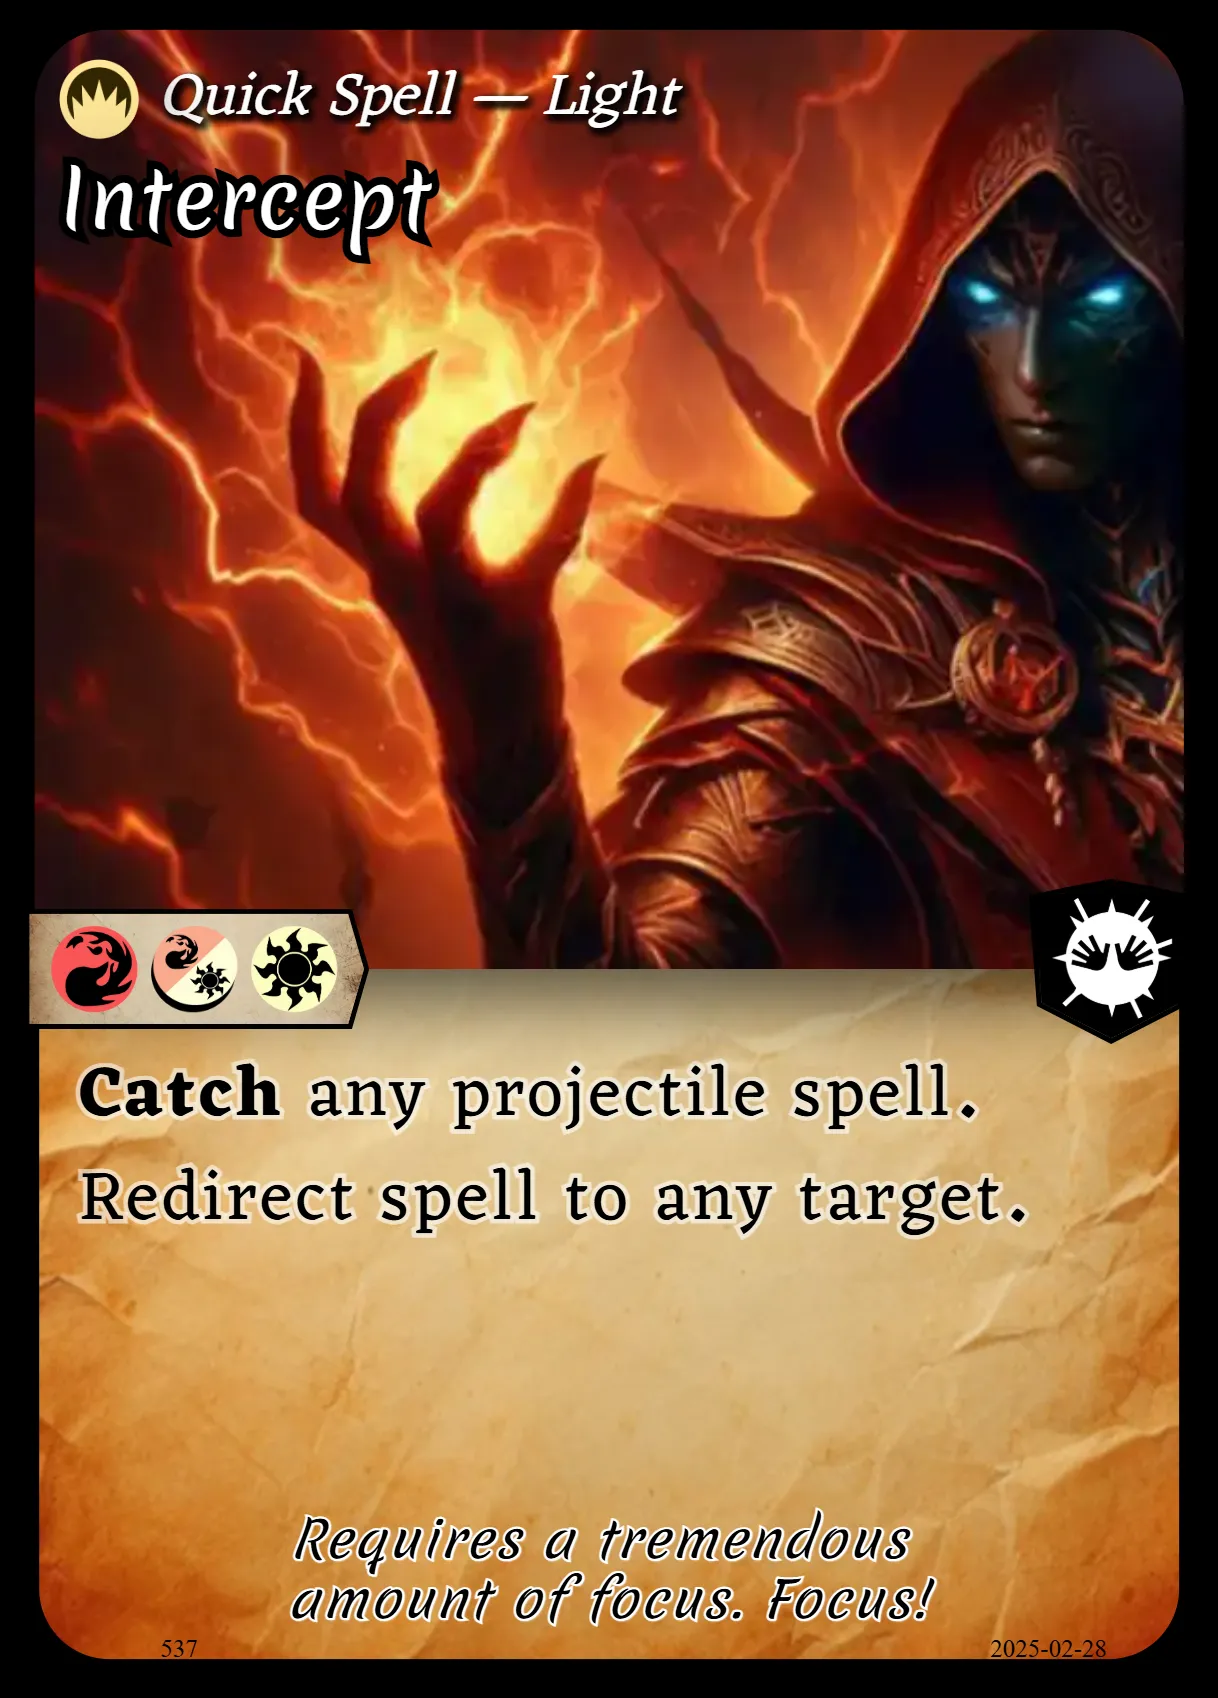 Quick Spell — Light
Intercept
Catch any projectile spell.
Redirect spell to any target.
Requires a tremendous
amount of focus. Focus!
537
2025-02-28